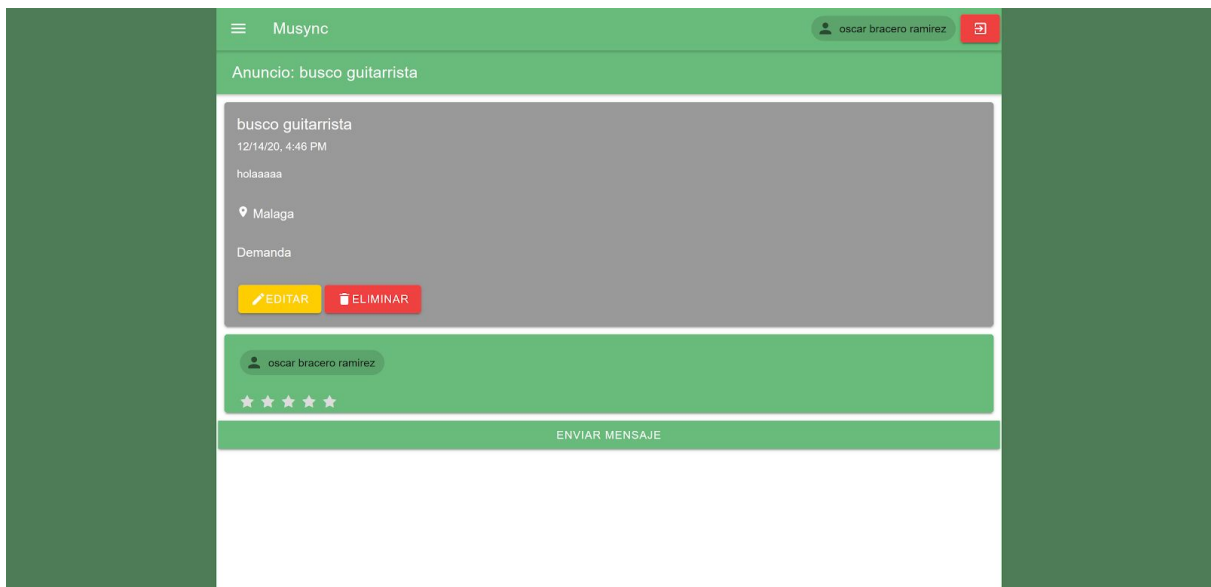 Musync
oscar bracero ramirez
Anuncio: busco guitarrista
busco guitarrista
12/14/20, 4:46 PM
holaaaaa
Malaga
Demanda
EDITAR ELIMINAR
oscar bracero ramirez
ENVIAR MENSAJE